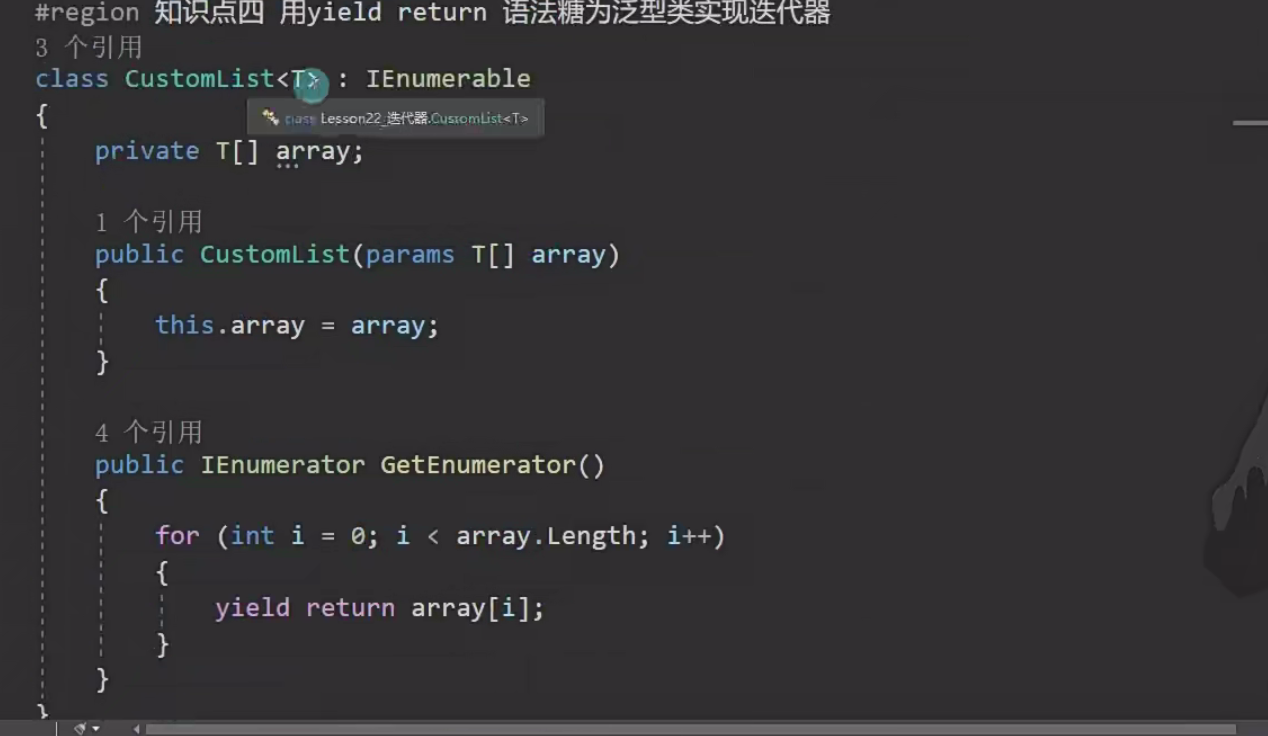 #region 知识点四 用yield return 语法糖为泛型类实现迭代器
3 个引用
class CustomList<T> : IEnumerable
{
class Lesson22_迭代器.CustomList<T>
private T[] array;
1 个引用
public CustomList(params T[] array)
{
this.array = array;
}
4 个引用
public IEnumerator GetEnumerator()
{
for (int i = 0; i < array.Length; i++)
{
yield return array[i];
}
}
}